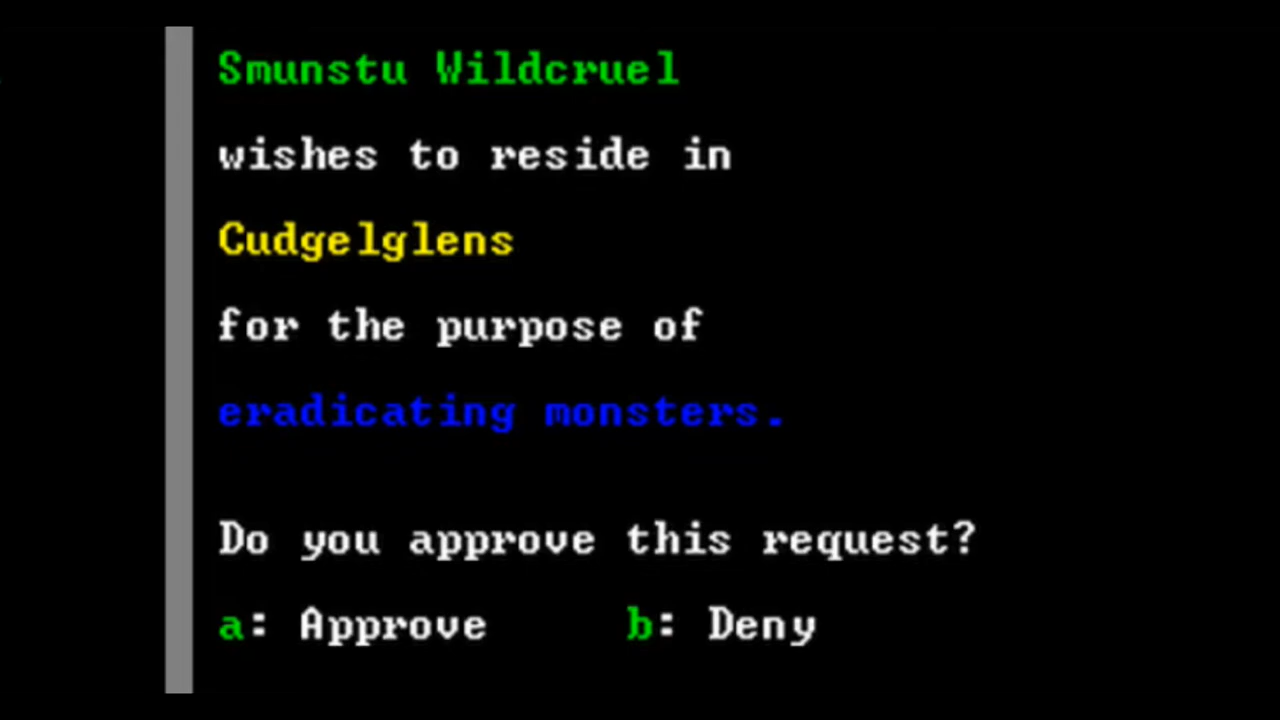 Smunstu Wildcruel
wishes to reside in
Cudgelglens
for the purpose of
eradicating monsters.
Do you approve this request?
a: Approve b: Deny